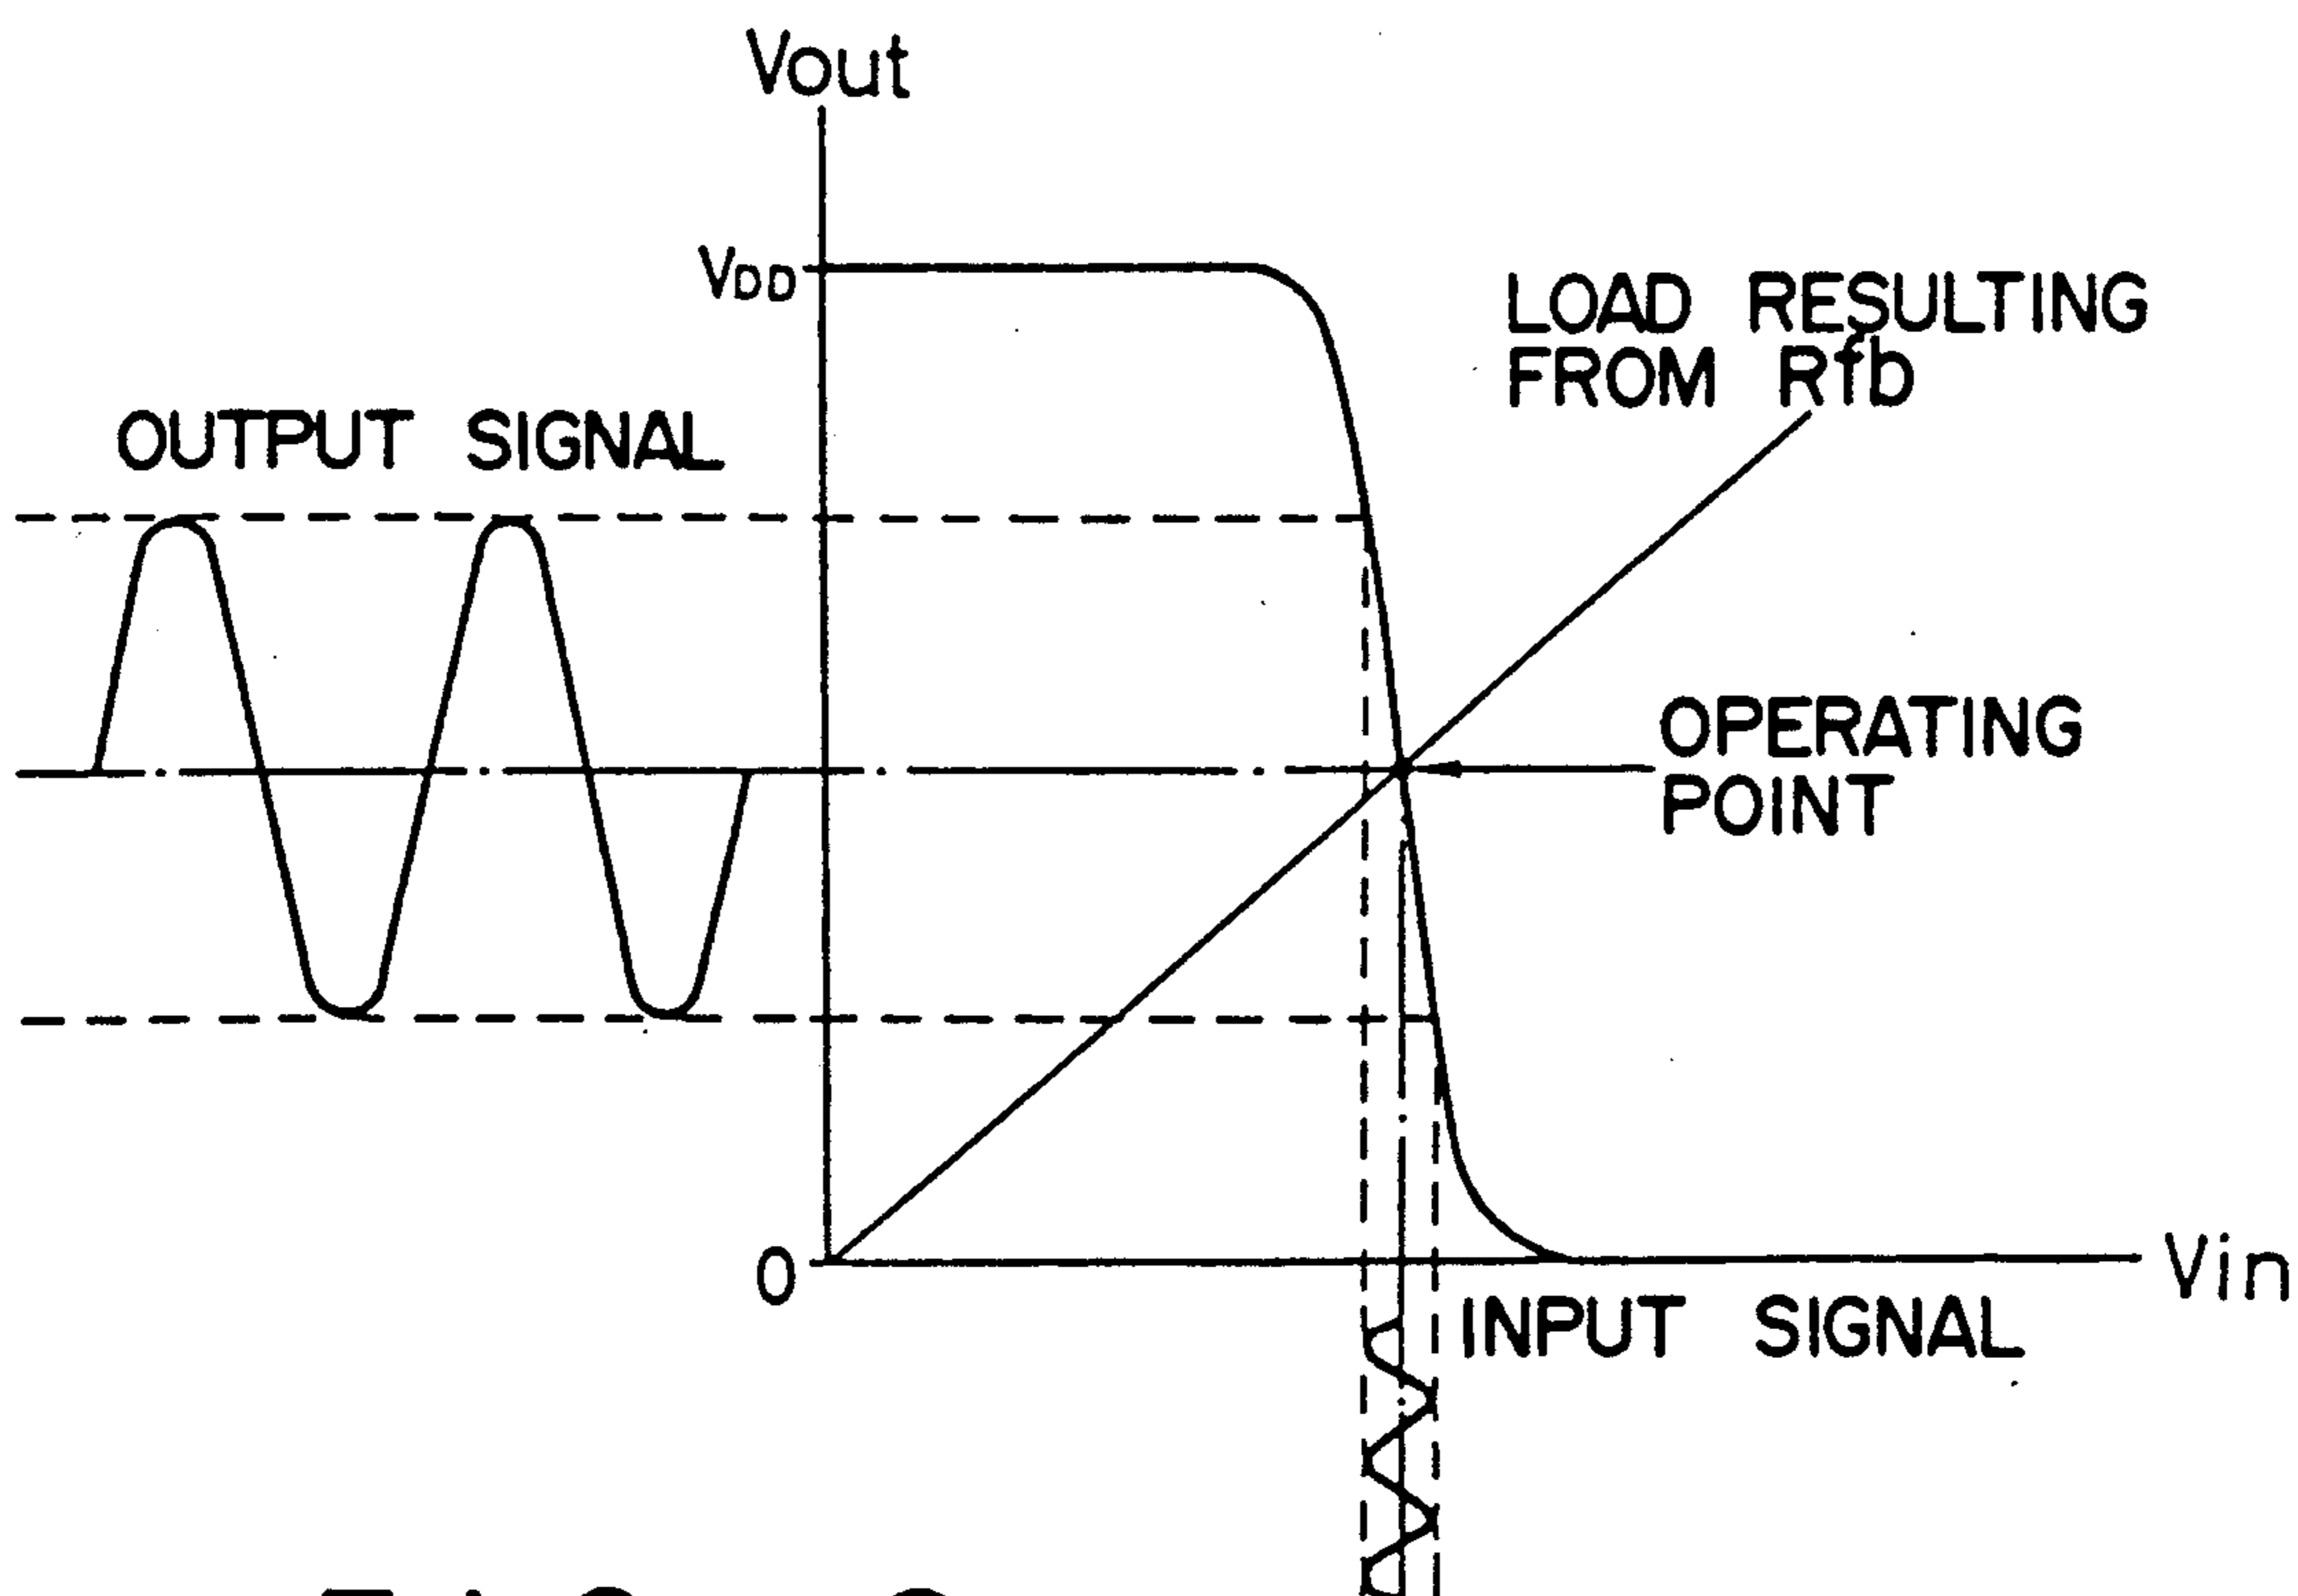 Vout
VDD
LOAD RESULTING
FROM Rfb
OUTPUT SIGNAL
OPERATING
POINT
0
Vin
INPUT SIGNAL